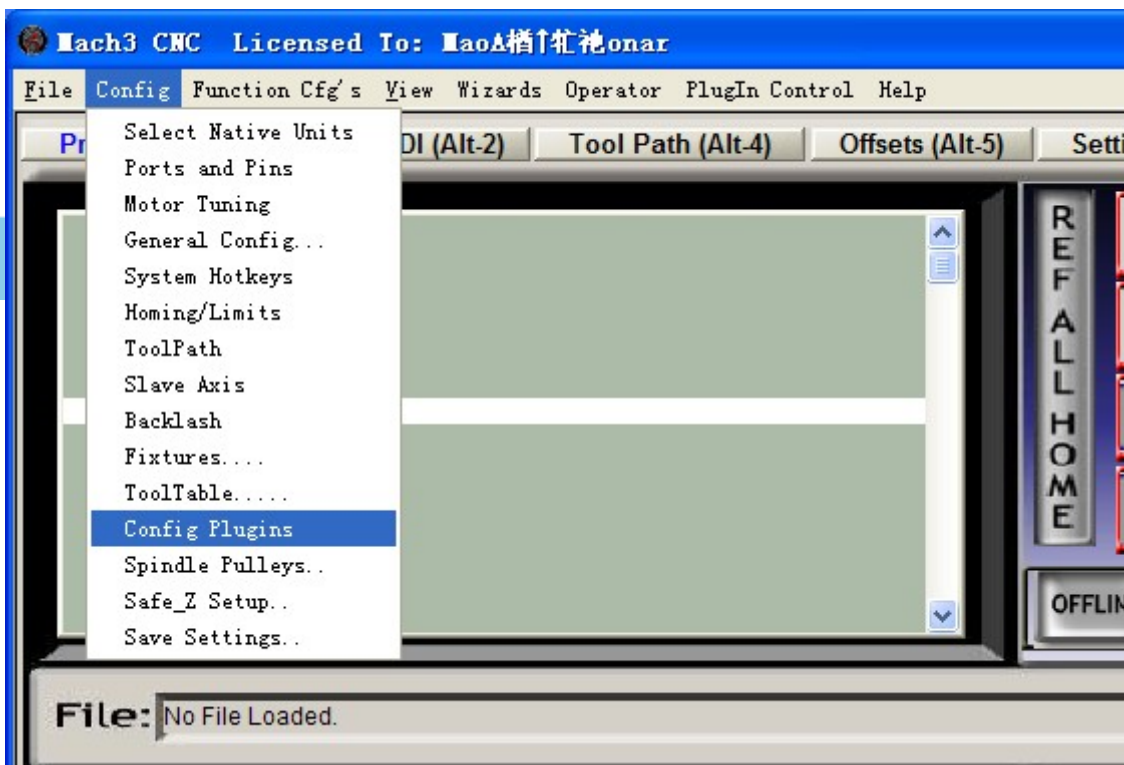 Mach3 CNC Licensed To:
File Config Function Cfg's View Wizards Operator PlugIn Control Help
Pr DI (Alt-2) Tool Path (Alt-4) Offsets (Alt-5) Setti
Select Native Units
Ports and Pins
Motor Tuning
General Config...
System Hotkeys
Homing/Limits
ToolPath
Slave Axis
Backlash
Fixtures....
ToolTable.....
Config Plugins
Spindle Pulleys..
Safe_Z Setup..
Save Settings..
REF ALL HOME
OFFLIN
File: No File Loaded.